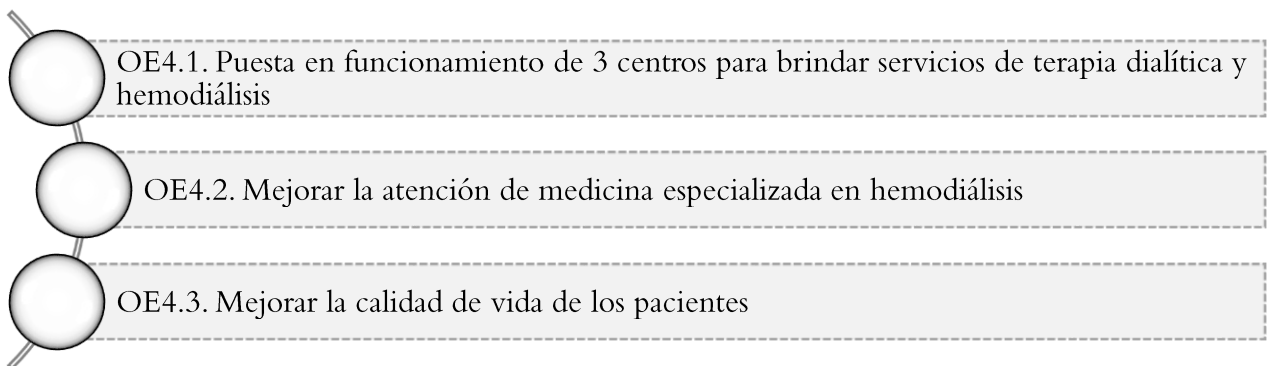 OE4.1. Puesta en funcionamiento de 3 centros para brindar servicios de terapia dialítica y
hemodiálisis
OE4.2. Mejorar la atención de medicina especializada en hemodiálisis
OE4.3. Mejorar la calidad de vida de los pacientes